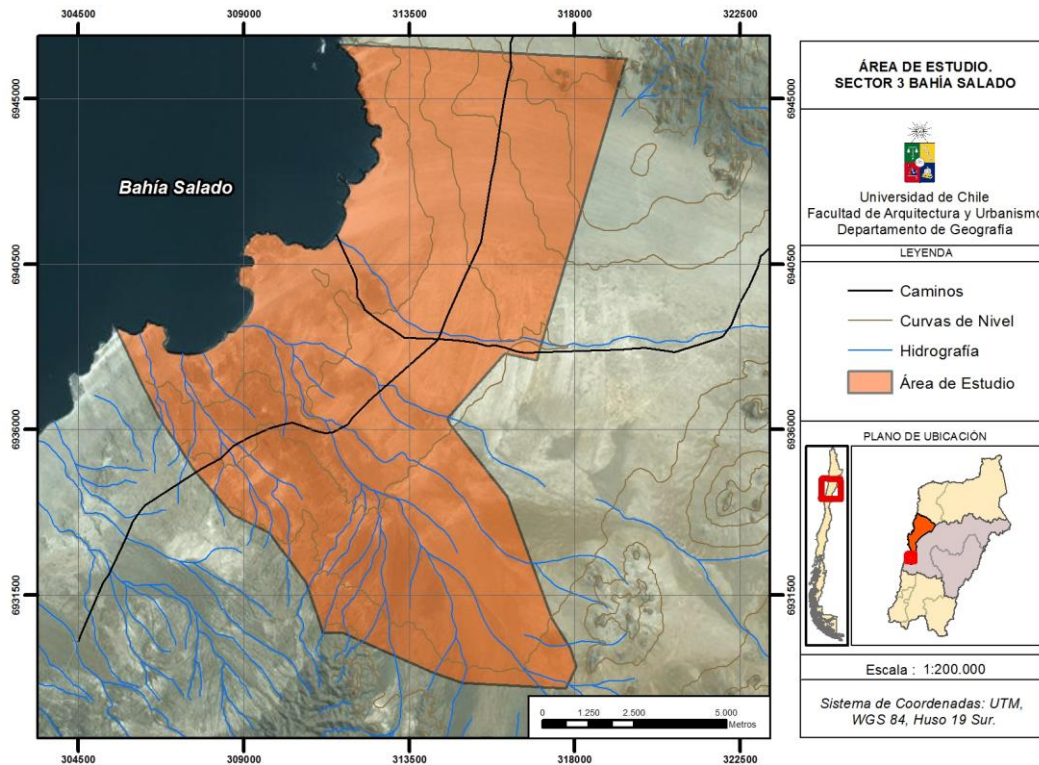 304500 309000 313500 318000 322500
6945000 6945000
Bahía Salado
6940500 6940500
6936000 6936000
6931500 6931500
0 1.250 2.500 5.000
Metros
304500 309000 313500 318000 322500
ÁREA DE ESTUDIO.
SECTOR 3 BAHÍA SALADO
Universidad de Chile
Facultad de Arquitectura y Urbanismo
Departamento de Geografía
LEYENDA
Caminos
Curvas de Nivel
Hidrografía
Área de Estudio
PLANO DE UBICACIÓN
Escala : 1:200.000
Sistema de Coordenadas: UTM,
WGS 84, Huso 19 Sur.